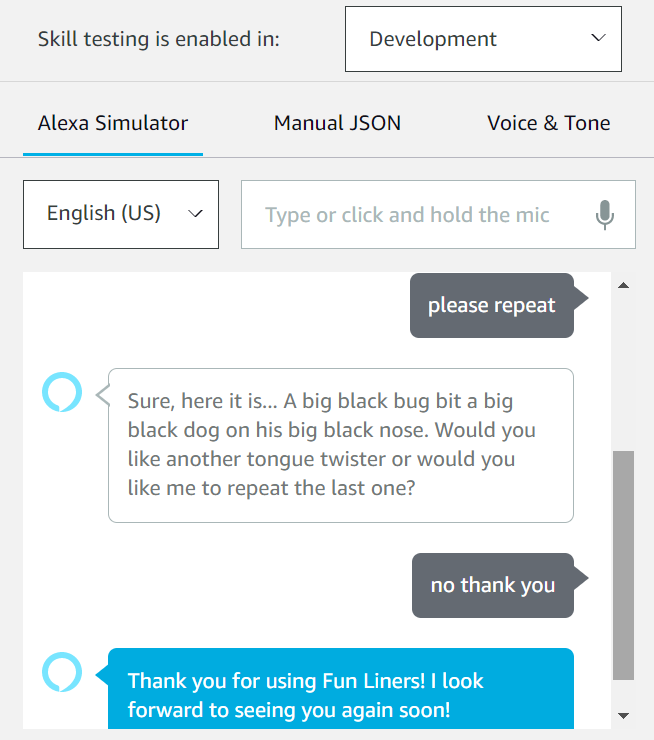 Skill testing is enabled in:
Development
Alexa Simulator
Manual JSON
Voice & Tone
English (US)
Type or click and hold the mic
please repeat
Sure, here it is... A big black bug bit a big
black dog on his big black nose. Would you
like another tongue twister or would you
like me to repeat the last one?
no thank you
Thank you for using Fun Liners! I look
forward to seeing you again soon!